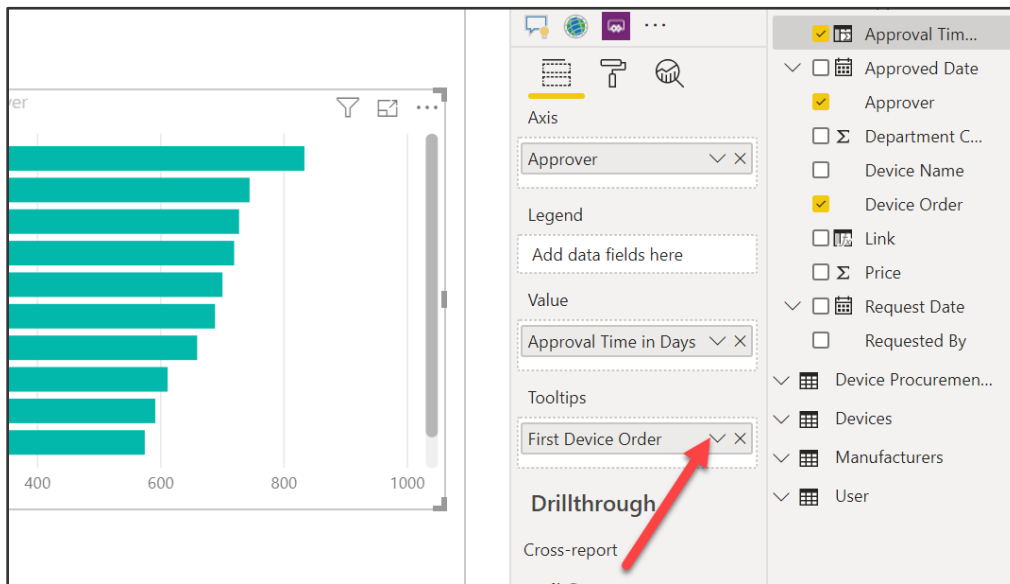 ver
400 600 800 1000
Axis
Approver
Legend
Add data fields here
Value
Approval Time in Days
Tooltips
First Device Order
Drillthrough
Cross-report
Approval Tim...
Approved Date
Approver
Σ Department C...
Device Name
Device Order
Link
Σ Price
Request Date
Requested By
Device Procuremen...
Devices
Manufacturers
User